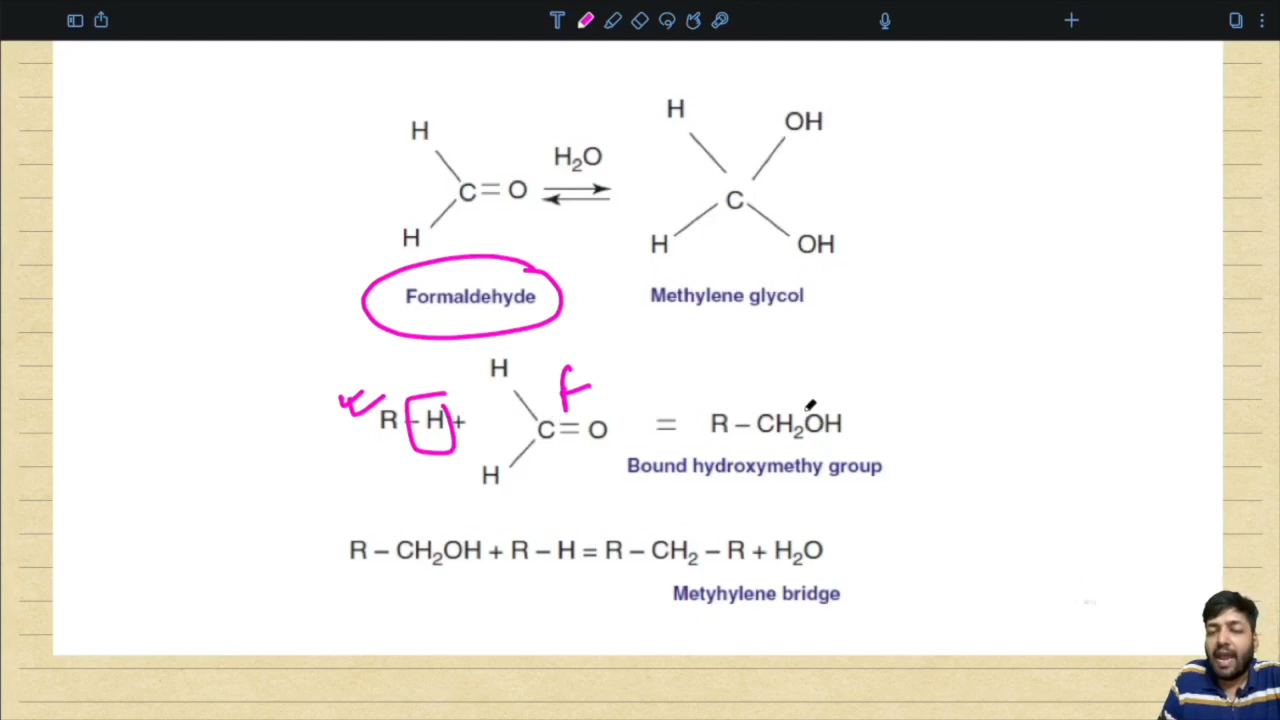 H OH
H₂O
C = O
C
H H OH
Formaldehyde Methylene glycol
H
R – H + C = O = R – CH₂OH
H
Bound hydroxymethy group
R – CH₂OH + R – H = R – CH₂ – R + H₂O
Metyhylene bridge